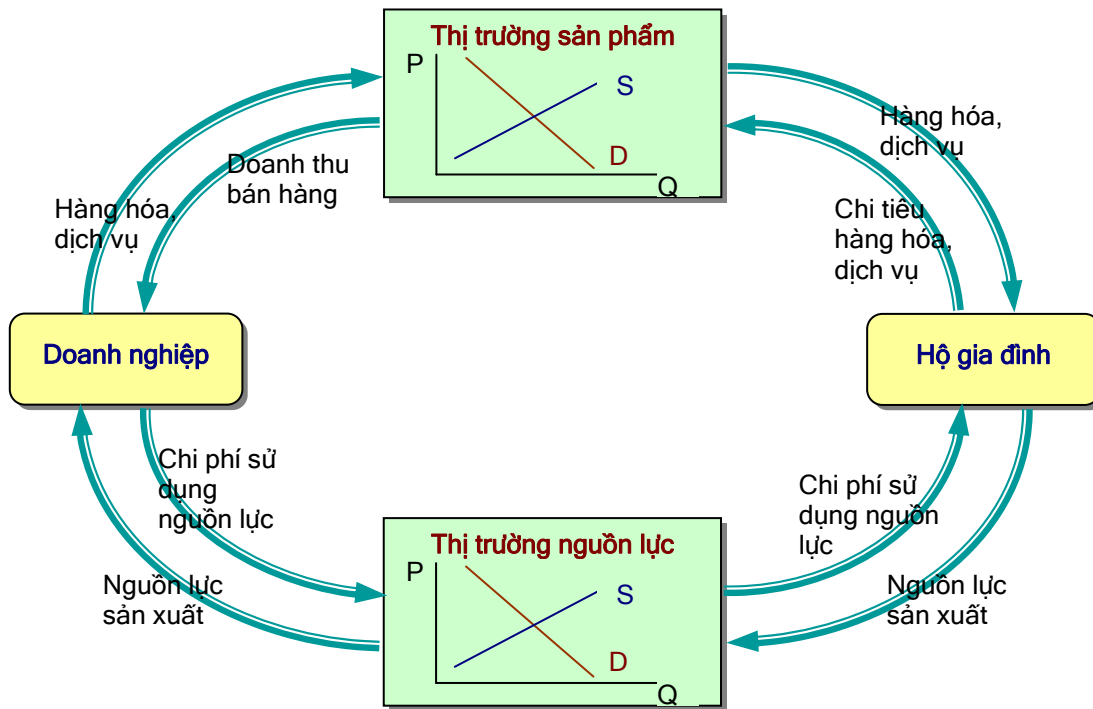 Thị trường sản phẩm
P
S
D
Q
Hàng hóa,
dịch vụ
Doanh thu
bán hàng
Hàng hóa,
dịch vụ
Chi tiêu
hàng hóa,
dịch vụ
Doanh nghiệp
Hộ gia đình
Chi phí sử
dụng
nguồn lực
Nguồn lực
sản xuất
Thị trường nguồn lực
P
S
D
Q
Chi phí sử
dụng nguồn
lực
Nguồn lực
sản xuất